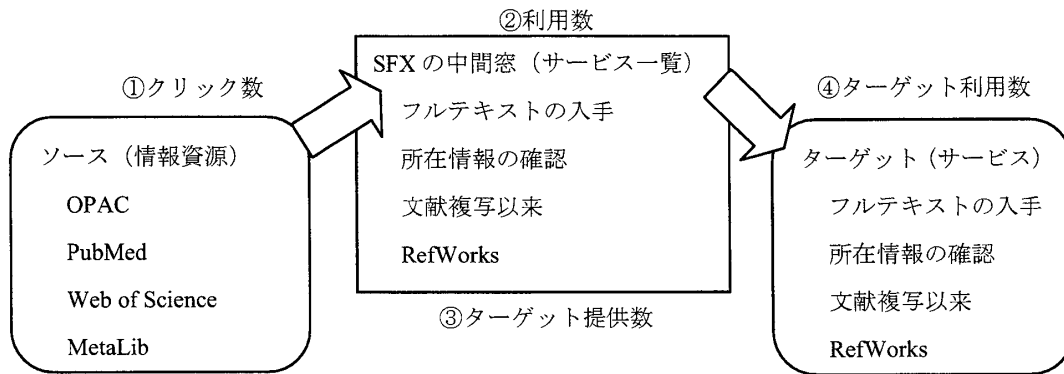 ①クリック数
ソース（情報資源）
OPAC
PubMed
Web of Science
MetaLib
②利用数
SFX の中間窓（サービス一覧）
フルテキストの入手
所在情報の確認
文献複写以来
RefWorks
③ターゲット提供数
④ターゲット利用数
ターゲット（サービス）
フルテキストの入手
所在情報の確認
文献複写以来
RefWorks